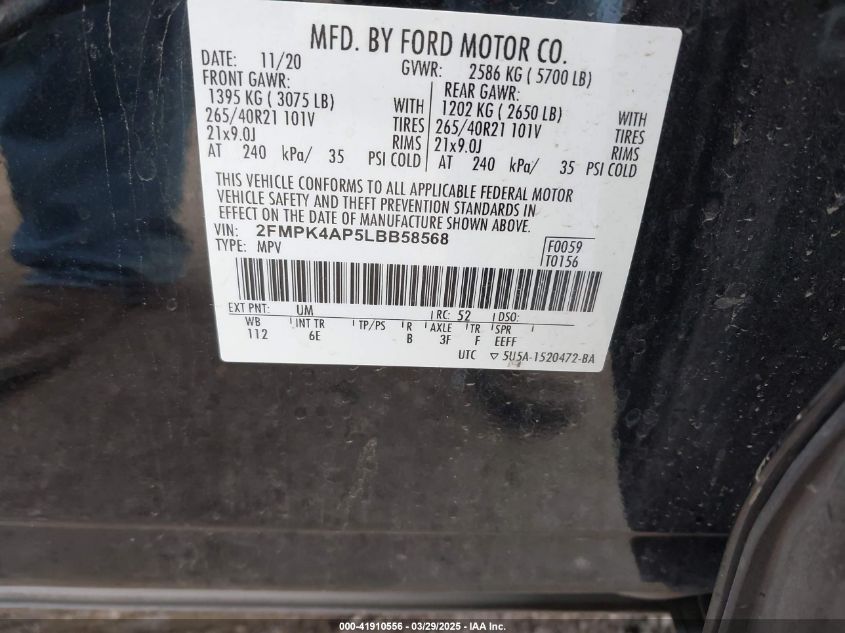 MFD. BY FORD MOTOR CO.
DATE: 11/20 GVWR: 2586 KG ( 5700 LB)
FRONT GAWR: REAR GAWR:
1395 KG ( 3075 LB) WITH 1202 KG ( 2650 LB) WITH
265/40R21 101V TIRES 265/40R21 101V TIRES
21x9.0J RIMS 21x9.0J RIMS
AT 240 kPa/ 35 PSI COLD AT 240 kPa/ 35 PSI COLD
THIS VEHICLE CONFORMS TO ALL APPLICABLE FEDERAL MOTOR
VEHICLE SAFETY AND THEFT PREVENTION STANDARDS IN
EFFECT ON THE DATE OF MANUFACTURE SHOWN ABOVE.
VIN: 2FMPK4AP5LBB58568 F0059
TYPE: MPV T0156
EXT PNT: UM RC: 52 DSO:
WB INT TR TP/PS R AXLE TR SPR
112 6E B 3F F EEFF
UTC ▽ 5U5A-1520472-BA
000-41910556 - 03/29/2025 - IAA Inc.